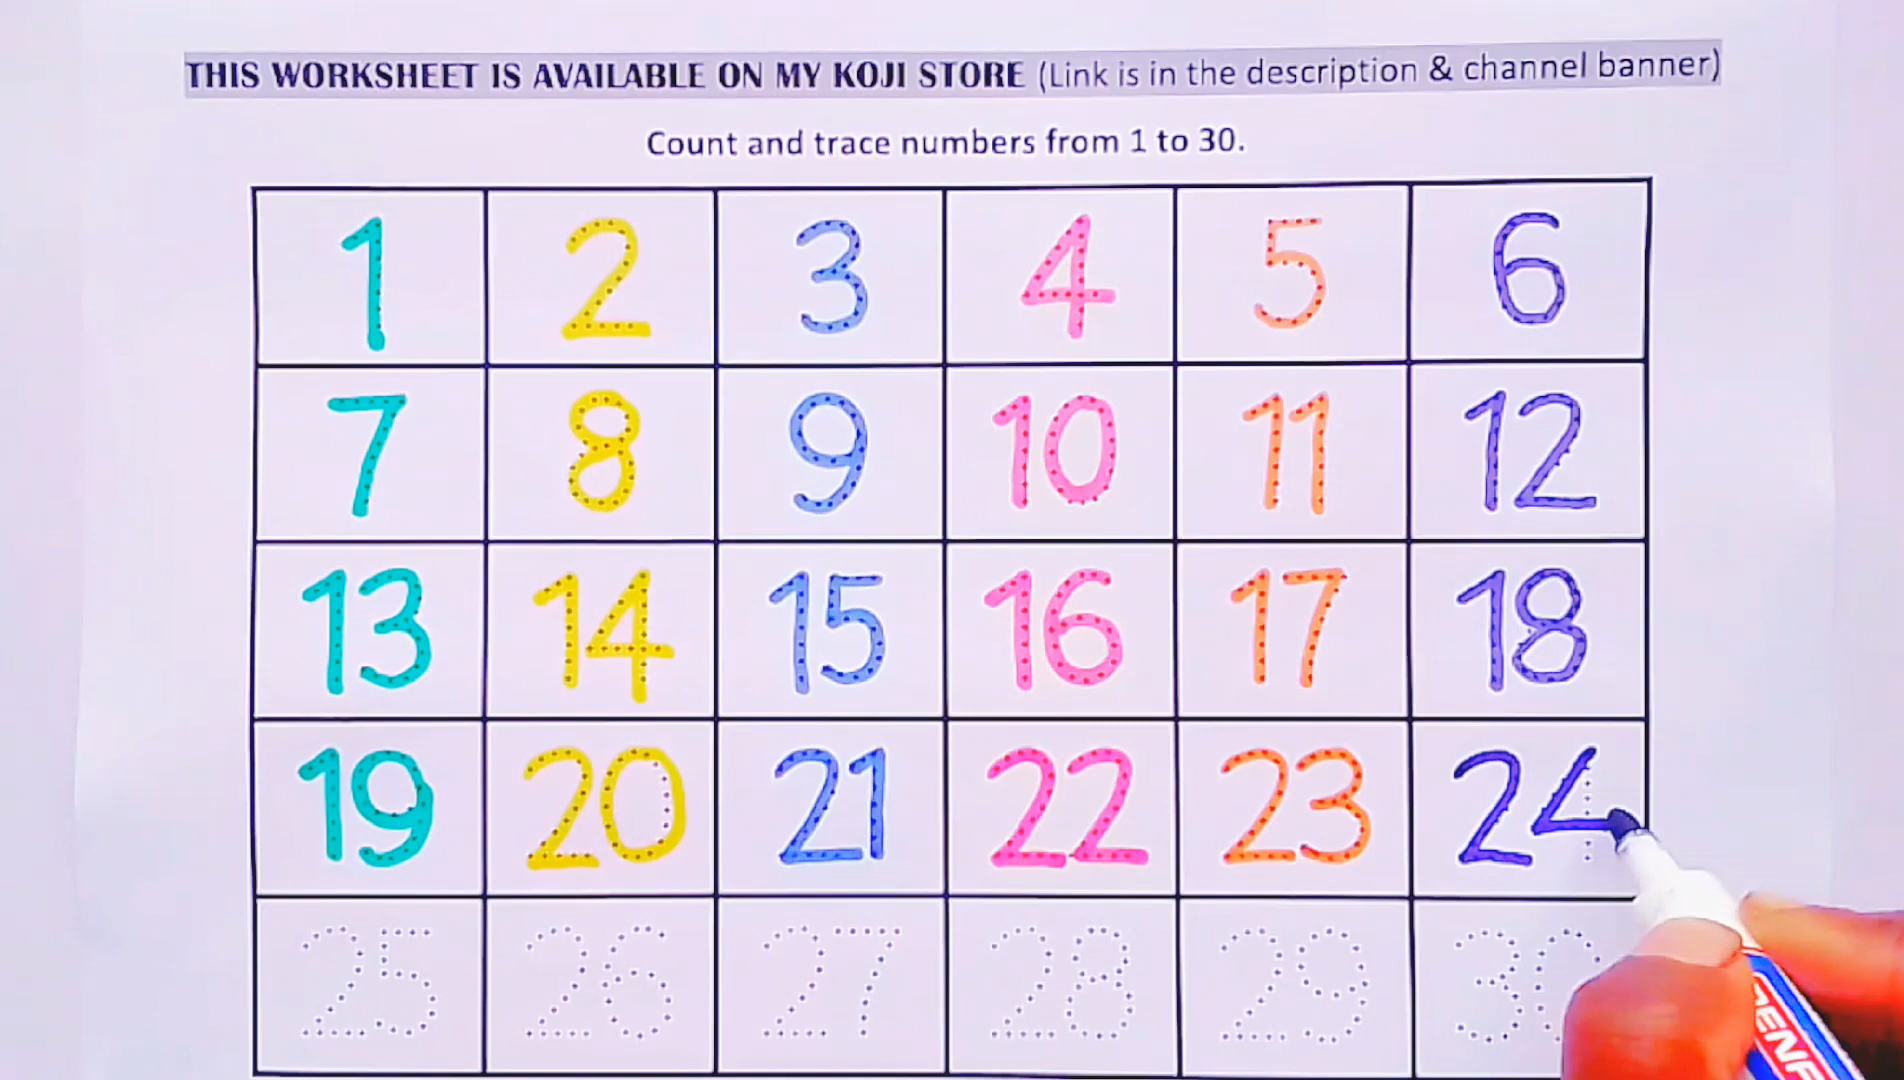 THIS WORKSHEET IS AVAILABLE ON MY KOJI STORE (Link is in the description & channel banner)
Count and trace numbers from 1 to 30.
1 2 3 4 5 6
7 8 9 10 11 12
13 14 15 16 17 18
19 20 21 22 23 24
25 26 27 28 29 30